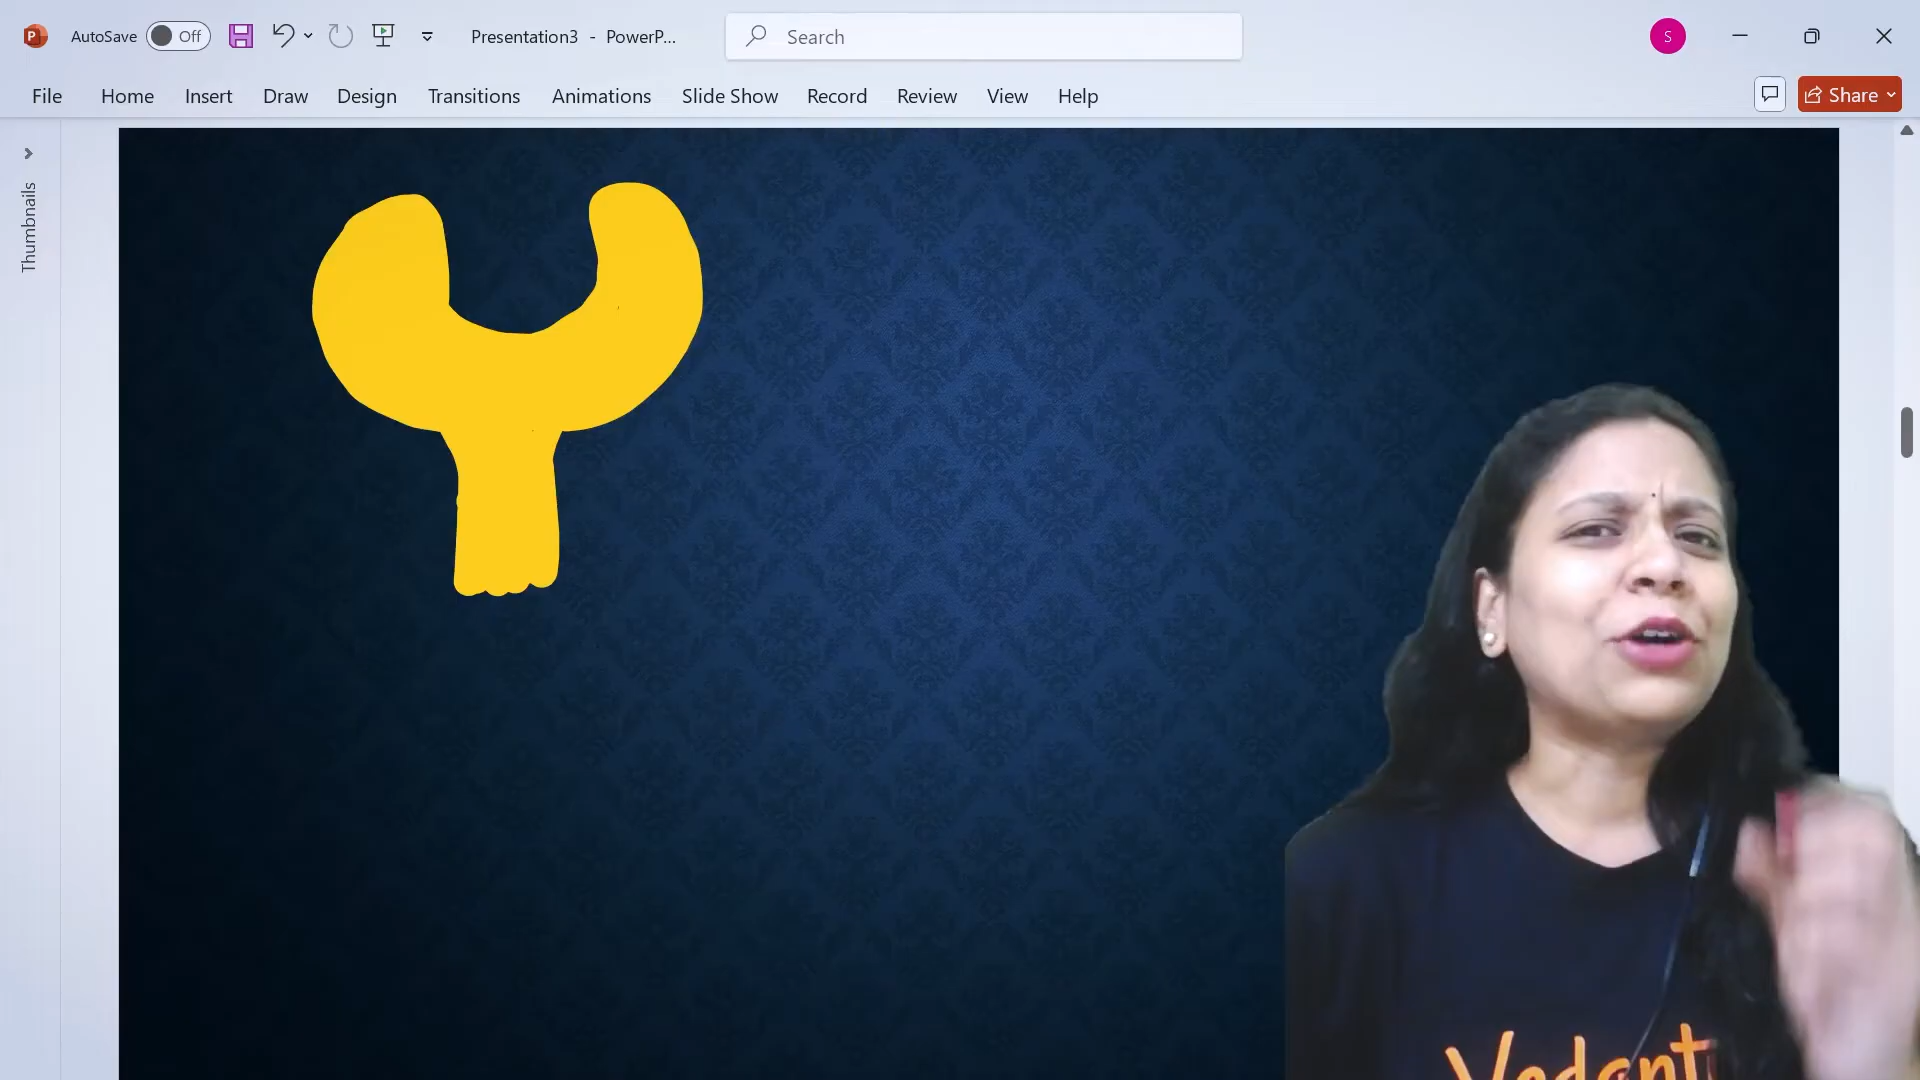 AutoSave Off Presentation3 - PowerP... Search S
File Home Insert Draw Design Transitions Animations Slide Show Record Review View Help Share
Thumbnails